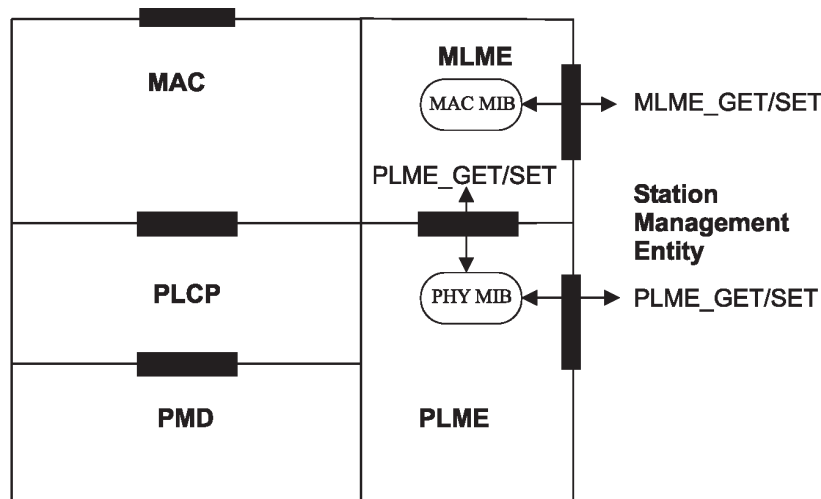 MLME
MAC
MAC MIB
MLME_GET/SET
PLME_GET/SET
Station
Management
Entity
PLCP
PHY MIB
PLME_GET/SET
PMD
PLME